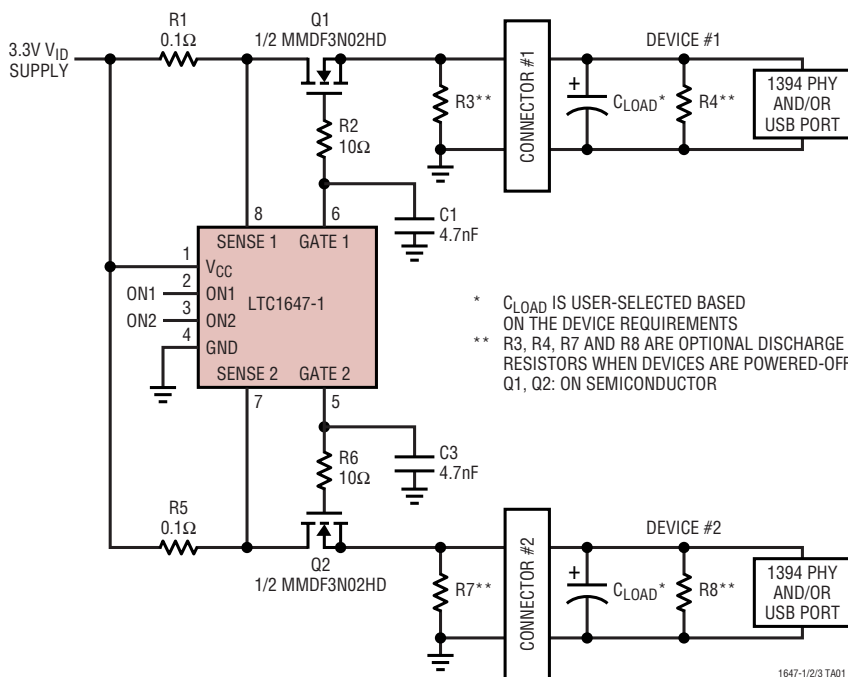 R1
0.1Ω
Q1
1/2 MMDF3N02HD
3.3V VID
SUPPLY
R2
10Ω
R3**
CONNECTOR #1
DEVICE #1
+
CLOAD*
R4**
1394 PHY
AND/OR
USB PORT
C1
4.7nF
8
6
SENSE 1
GATE 1
1
VCC
2
ON1
ON1
3
ON2
ON2
4
GND
LTC1647-1
SENSE 2
GATE 2
7
5
* CLOAD IS USER-SELECTED BASED
ON THE DEVICE REQUIREMENTS
** R3, R4, R7 AND R8 ARE OPTIONAL DISCHARGE
RESISTORS WHEN DEVICES ARE POWERED-OFF
Q1, Q2: ON SEMICONDUCTOR
R6
10Ω
C3
4.7nF
R5
0.1Ω
Q2
1/2 MMDF3N02HD
R7**
CONNECTOR #2
DEVICE #2
+
CLOAD*
R8**
1394 PHY
AND/OR
USB PORT
1647-1/2/3 TA01